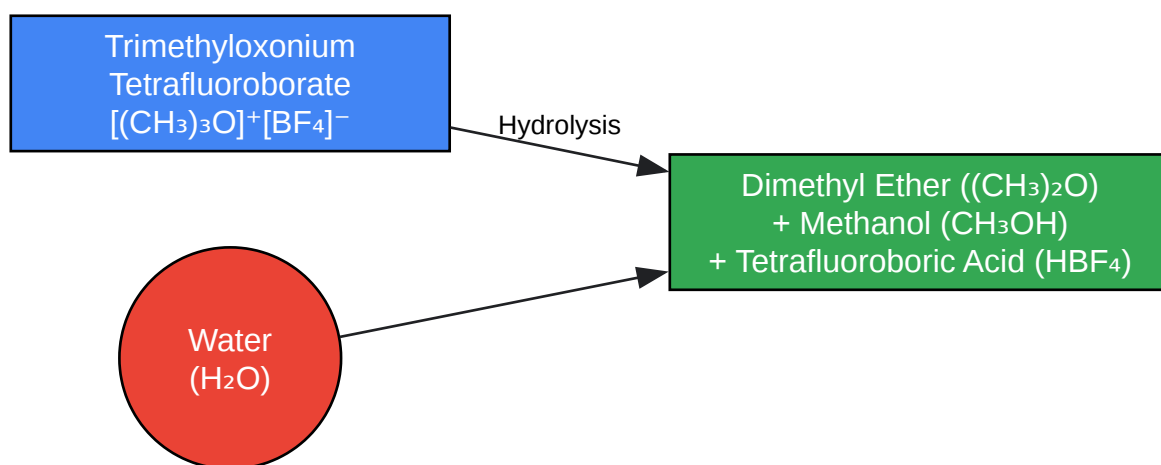 Trimethyloxonium
Tetrafluoroborate
[(CH₃)₃O]⁺[BF₄]⁻
Hydrolysis
Dimethyl Ether ((CH₃)₂O)
+ Methanol (CH₃OH)
+ Tetrafluoroboric Acid (HBF₄)
Water
(H₂O)